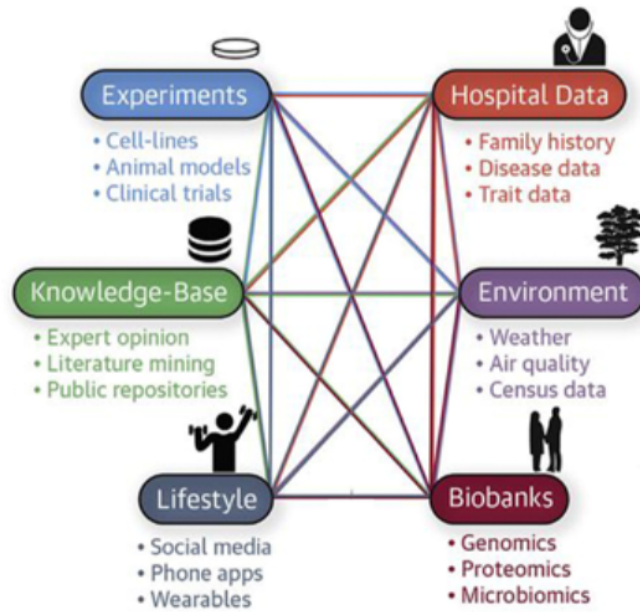 Experiments
• Cell-lines
• Animal models
• Clinical trials
Hospital Data
• Family history
• Disease data
• Trait data
Knowledge-Base
• Expert opinion
• Literature mining
• Public repositories
Environment
• Weather
• Air quality
• Census data
Lifestyle
• Social media
• Phone apps
• Wearables
Biobanks
• Genomics
• Proteomics
• Microbiomics